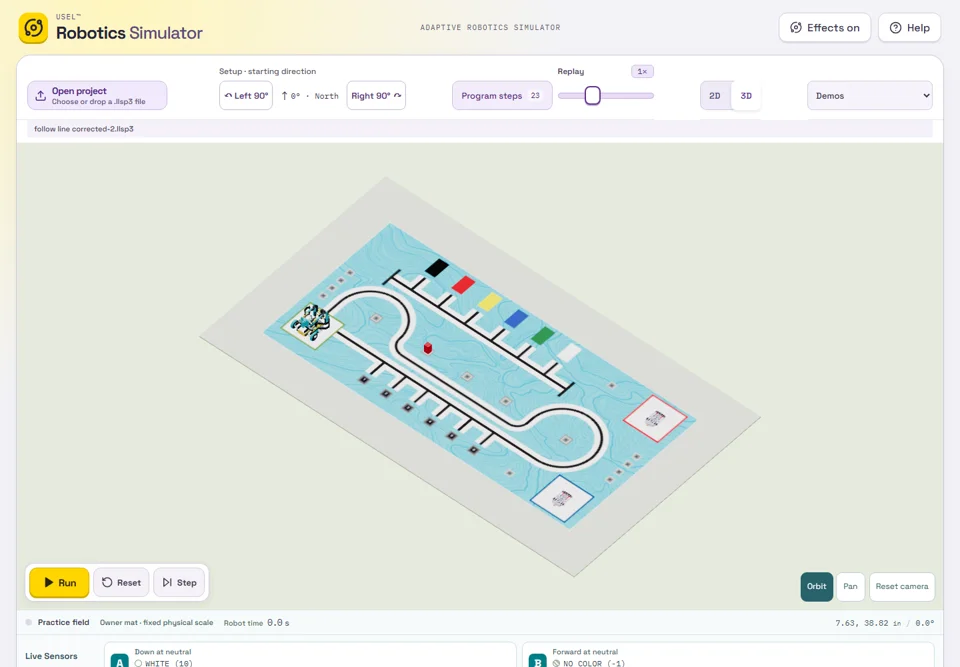 USEL™
Robotics Simulator
ADAPTIVE ROBOTICS SIMULATOR
Effects on
Help
Open project
Choose or drop a .llsp3 file
Setup · starting direction
Left 90°
0° · North
Right 90°
Program steps 23
Replay
1×
2D
3D
Demos
follow line corrected-2.llsp3
Run
Reset
Step
Orbit
Pan
Reset camera
Practice field
Owner mat · fixed physical scale
Robot time 0.0 s
7.63, 38.82 in / 0.0°
Live Sensors
A
Down at neutral
WHITE (10)
B
Forward at neutral
NO COLOR (-1)